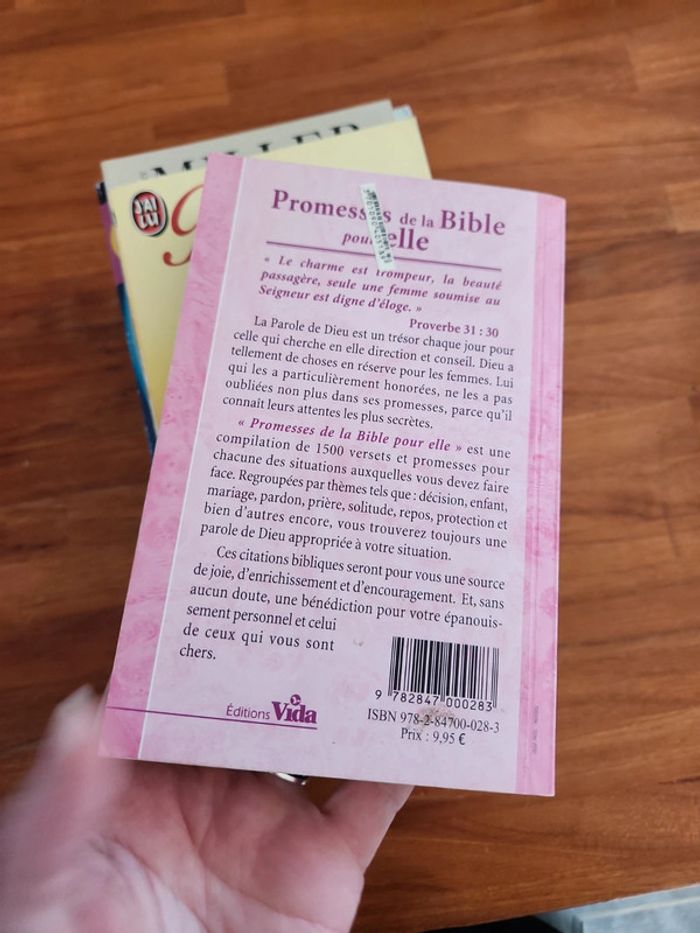 MILLER
J'AI
LU
Promesses de la Bible
pour elle
« Le charme est trompeur, la beauté
passagère, seule une femme soumise au
Seigneur est digne d'éloge. »
Proverbe 31 : 30
La Parole de Dieu est un trésor chaque jour pour
celle qui cherche en elle direction et conseil. Dieu a
tellement de choses en réserve pour les femmes. Lui
qui les a particulièrement honorées, ne les a pas
oubliées non plus dans ses promesses, parce qu'il
connaît leurs attentes les plus secrètes.
« Promesses de la Bible pour elle » est une
compilation de 1500 versets et promesses pour
chacune des situations auxquelles vous devez faire
face. Regroupées par thèmes tels que : décision, enfant,
mariage, pardon, prière, solitude, repos, protection et
bien d'autres encore, vous trouverez toujours une
parole de Dieu appropriée à votre situation.
Ces citations bibliques seront pour vous une source
de joie, d'enrichissement et d'encouragement. Et, sans
aucun doute, une bénédiction pour votre épanouis-
sement personnel et celui
de ceux qui vous sont
chers.
9 782847 000283
ISBN 978-2-84700-028-3
Prix : 9,95 €
Éditions Vida